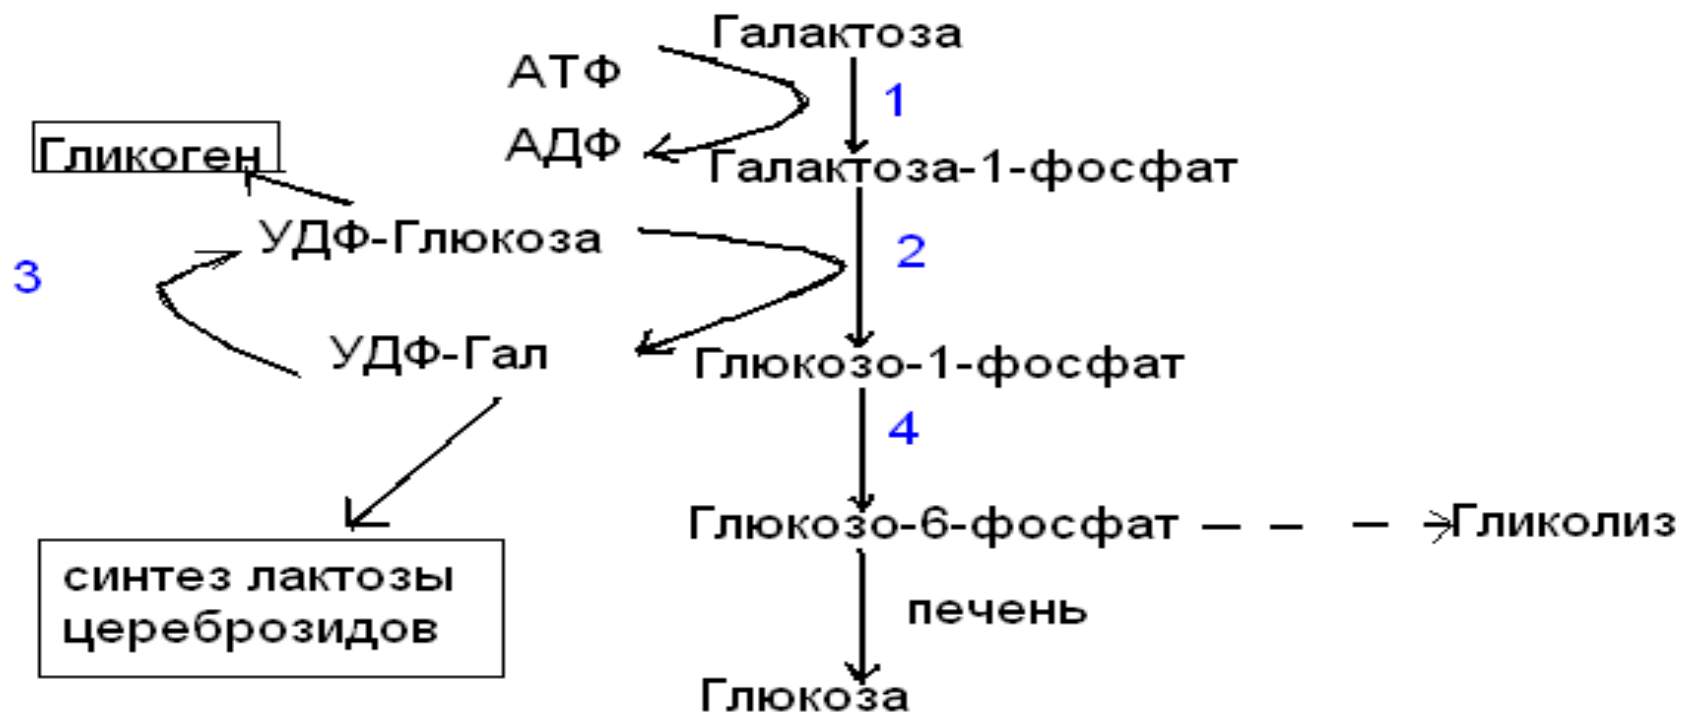 Галактоза
АТФ
1
АДФ
Гликоген
Галактоза-1-фосфат
УДФ-Глюкоза
2
3
УДФ-Гал
Глюкозо-1-фосфат
4
Глюкозо-6-фосфат
Гликолиз
синтез лактозы
цереброзидов
печень
Глюкоза